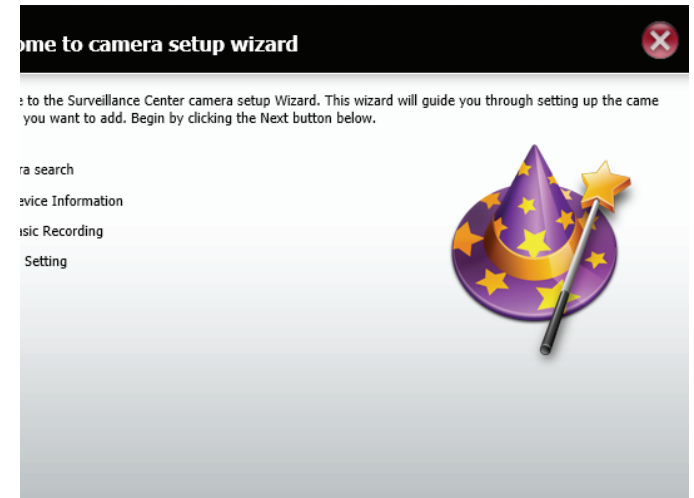 ome to camera setup wizard
e to the Surveillance Center camera setup Wizard. This wizard will guide you through setting up the came
you want to add. Begin by clicking the Next button below.
ra search
evice Information
asic Recording
Setting